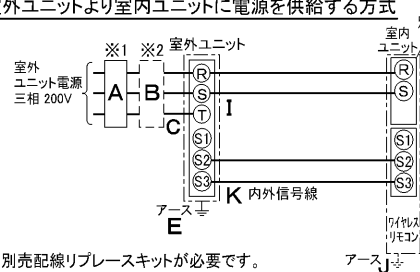 外ユニットより室内ユニットに電源を供給する方式
※1
※2
室外ユニット
室内
ユニット
室外
ユニット電源
三相 200V
A
B
C
R
S
T
S1
S2
S3
I
R
S
S1
S2
S3
K 内外信号線
アース
E
ワイヤレス
リモコン
別売配線リプレースキットが必要です。
アース
J